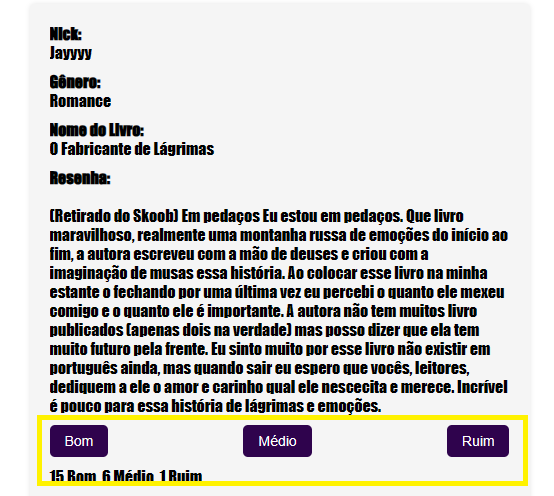 Nick:
Jayyyy
Gênero:
Romance
Nome do Livro:
O Fabricante de Lágrimas
Resenha:
(Retirado do Skoob) Em pedaços Eu estou em pedaços. Que livro
maravilhoso, realmente uma montanha russa de emoções do início ao
fim, a autora escreveu com a mão de deuses e criou com a
imaginação de musas essa história. Ao colocar esse livro na minha
estante o fechando por uma última vez eu percebi o quanto ele mexeu
comigo e o quanto ele é importante. A autora não tem muitos livro
publicados (apenas dois na verdade) mas posso dizer que ela tem
muito futuro pela frente. Eu sinto muito por esse livro não existir em
português ainda, mas quando sair eu espero que vocês, leitores,
dediquem a ele o amor e carinho qual ele nescecita e merece. Incrível
é pouco para essa história de lágrimas e emoções.
Bom Médio Ruim
15 Bom, 6 Médio, 1 Ruim